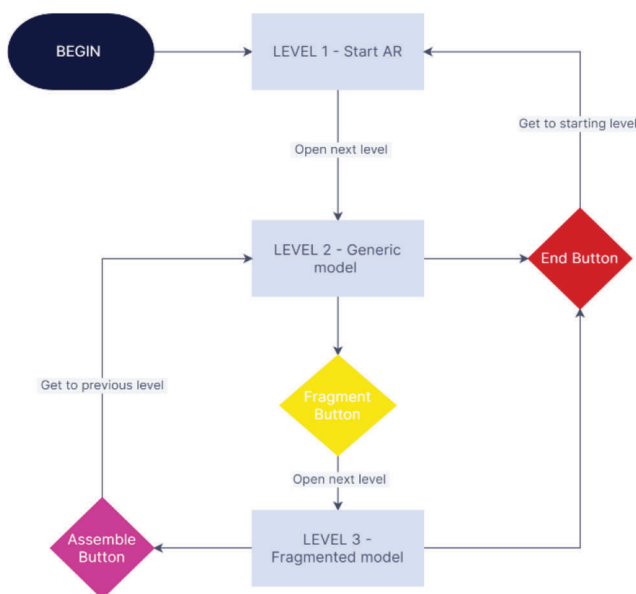 BEGIN
LEVEL 1 - Start AR
Get to starting level
Open next level
LEVEL 2 - Generic
model
End Button
Get to previous level
Fragment
Button
Open next level
Assemble
Button
LEVEL 3 -
Fragmented model